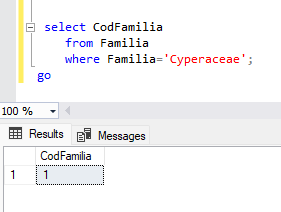 select CodFamilia
from Familia
where Familia='Cyperaceae';
go
100 %
Results
Messages
CodFamilia
1
1